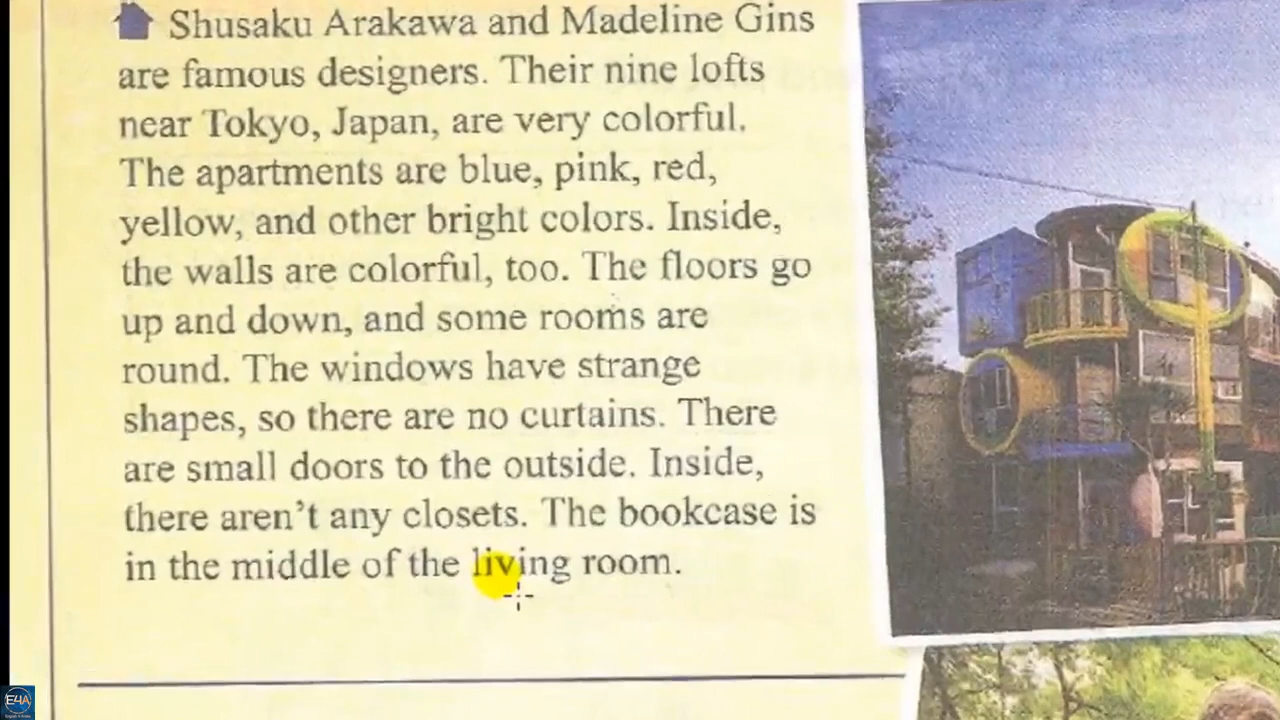 Shusaku Arakawa and Madeline Gins
are famous designers. Their nine lofts
near Tokyo, Japan, are very colorful.
The apartments are blue, pink, red,
yellow, and other bright colors. Inside,
the walls are colorful, too. The floors go
up and down, and some rooms are
round. The windows have strange
shapes, so there are no curtains. There
are small doors to the outside. Inside,
there aren't any closets. The bookcase is
in the middle of the living room.
E4A